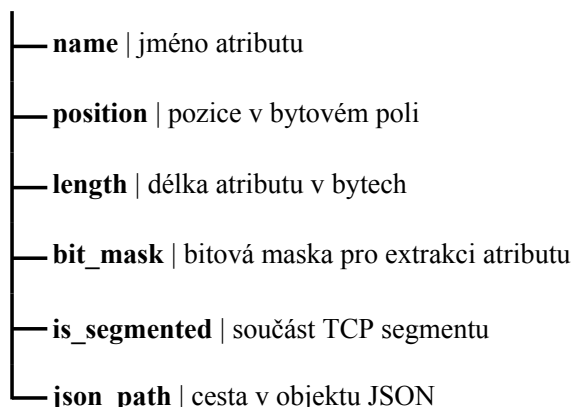 name | jméno atributu
position | pozice v bytovém poli
length | délka atributu v bytech
bit_mask | bitová maska pro extrakci atributu
is_segmented | součást TCP segmentu
json_path | cesta v objektu JSON